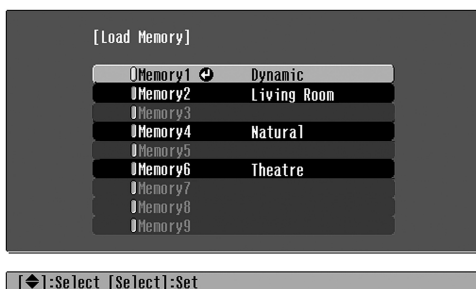 [Load Memory]
Memory1 Dynamic
Memory2 Living Room
Memory3
Memory4 Natural
Memory5
Memory6 Theatre
Memory7
Memory8
Memory9
[◆]:Select [Select]:Set